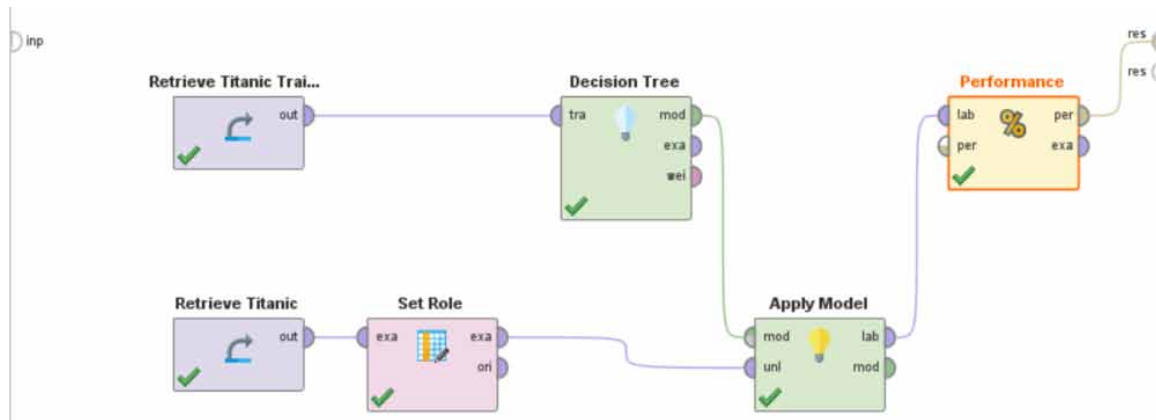 inp
res
res
Retrieve Titanic Trai...
out
Decision Tree
tra
mod
exa
wei
Performance
lab
per
per
exa
%
Retrieve Titanic
out
Set Role
exa
exa
ori
Apply Model
mod
lab
unl
mod